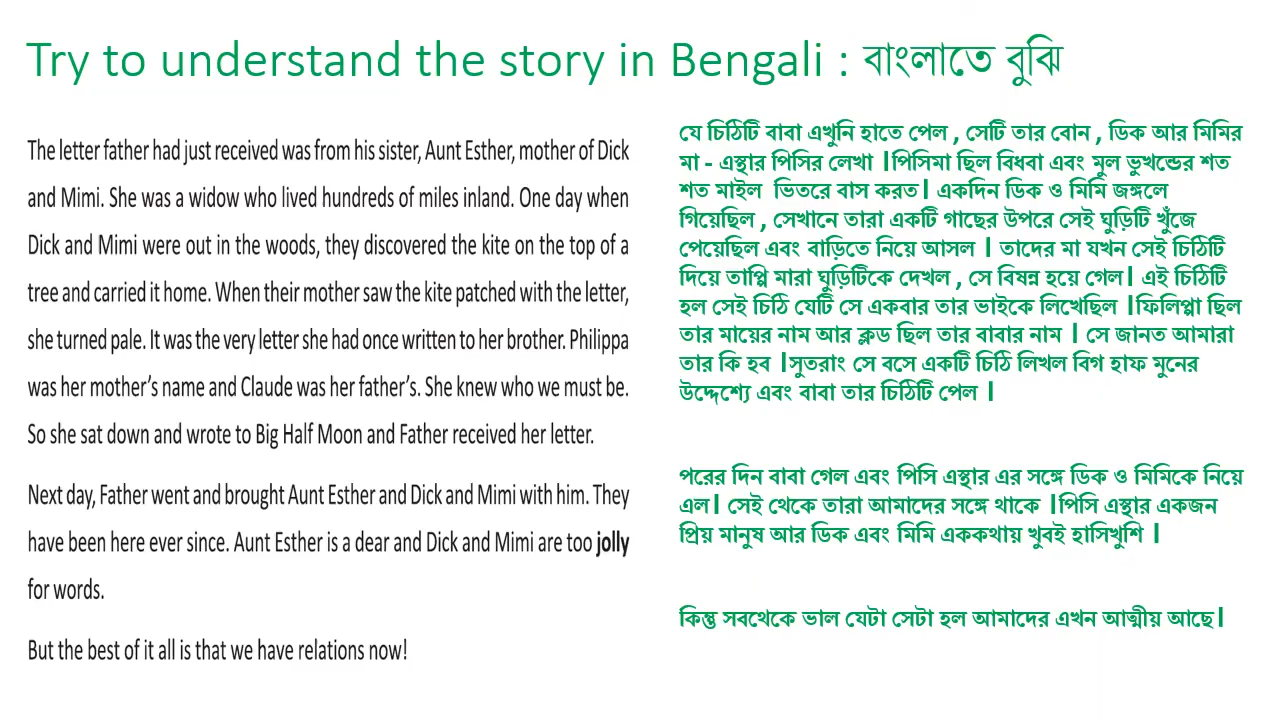 Try to understand the story in Bengali : বাংলাতে বুঝি
The letter father had just received was from his sister, Aunt Esther, mother of Dick
and Mimi. She was a widow who lived hundreds of miles inland. One day when
Dick and Mimi were out in the woods, they discovered the kite on the top of a
tree and carried it home. When their mother saw the kite patched with the letter,
she turned pale. It was the very letter she had once written to her brother. Philippa
was her mother’s name and Claude was her father’s. She knew who we must be.
So she sat down and wrote to Big Half Moon and Father received her letter.
Next day, Father went and brought Aunt Esther and Dick and Mimi with him. They
have been here ever since. Aunt Esther is a dear and Dick and Mimi are too jolly
for words.
But the best of it all is that we have relations now!
যে চিঠিটি বাবা এখুনি হাতে পেল , সেটি তার বোন , ডিক আর মিমির
মা - এস্থার পিসির লেখা ।পিসিমা ছিল বিধবা এবং মুল ভুখন্ডের শত
শত মাইল ভিতরে বাস করত। একদিন ডিক ও মিমি জঙ্গলে
গিয়েছিল , সেখানে তারা একটি গাছের উপরে সেই ঘুড়িটি খুঁজে
পেয়েছিল এবং বাড়িতে নিয়ে আসল । তাদের মা যখন সেই চিঠিটি
দিয়ে তাপ্পি মারা ঘুড়িটিকে দেখল , সে বিষন্ন হয়ে গেল। এই চিঠিটি
হল সেই চিঠি যেটি সে একবার তার ভাইকে লিখেছিল ।ফিলিপ্পা ছিল
তার মায়ের নাম আর ক্লড ছিল তার বাবার নাম । সে জানত আমারা
তার কি হব ।সুতরাং সে বসে একটি চিঠি লিখল বিগ হাফ মুনের
উদ্দেশ্যে এবং বাবা তার চিঠিটি পেল ।
পরের দিন বাবা গেল এবং পিসি এস্থার এর সঙ্গে ডিক ও মিমিকে নিয়ে
এল। সেই থেকে তারা আমাদের সঙ্গে থাকে ।পিসি এস্থার একজন
প্রিয় মানুষ আর ডিক এবং মিমি এককথায় খুবই হাসিখুশি ।
কিন্তু সবথেকে ভাল যেটা সেটা হল আমাদের এখন আত্মীয় আছে।